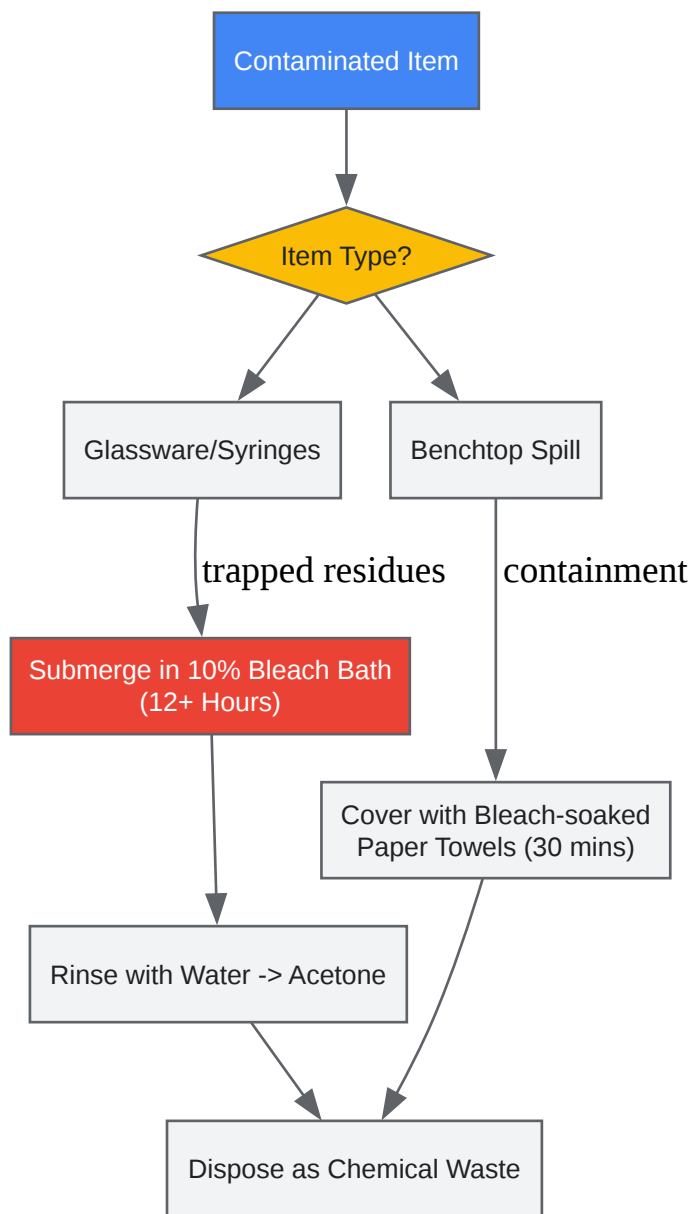 Contaminated Item
Item Type?
Glassware/Syringes
Benchtop Spill
trapped residues
containment
Submerge in 10% Bleach Bath
(12+ Hours)
Cover with Bleach-soaked
Paper Towels (30 mins)
Rinse with Water -> Acetone
Dispose as Chemical Waste